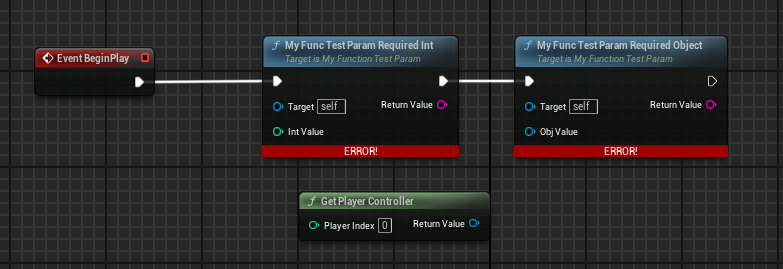 Event BeginPlay
My Func Test Param Required Int
Target is My Function Test Param
Target self
Return Value
Int Value
ERROR!
My Func Test Param Required Object
Target is My Function Test Param
Target self
Return Value
Obj Value
ERROR!
Get Player Controller
Player Index 0
Return Value